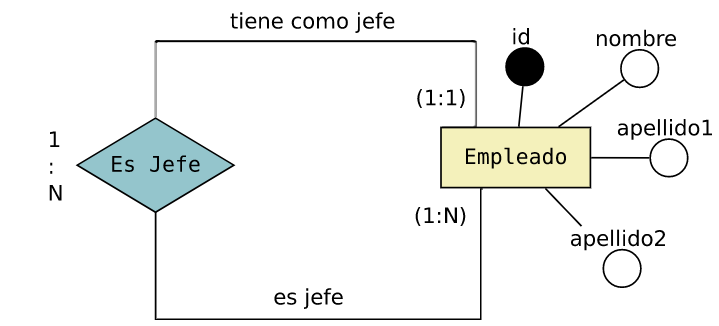 tiene como jefe
id
nombre
(1:1)
apellido1
1
:
N
Es Jefe
Empleado
(1:N)
apellido2
es jefe